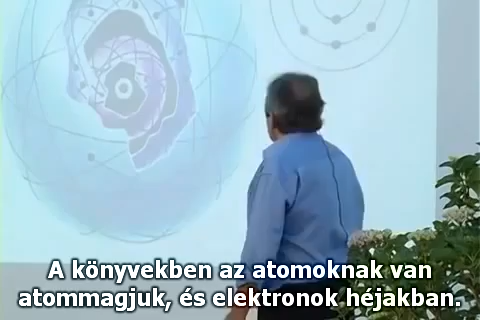 A könyvekben az atomoknak van
atommagjuk, és elektronok héjakban.